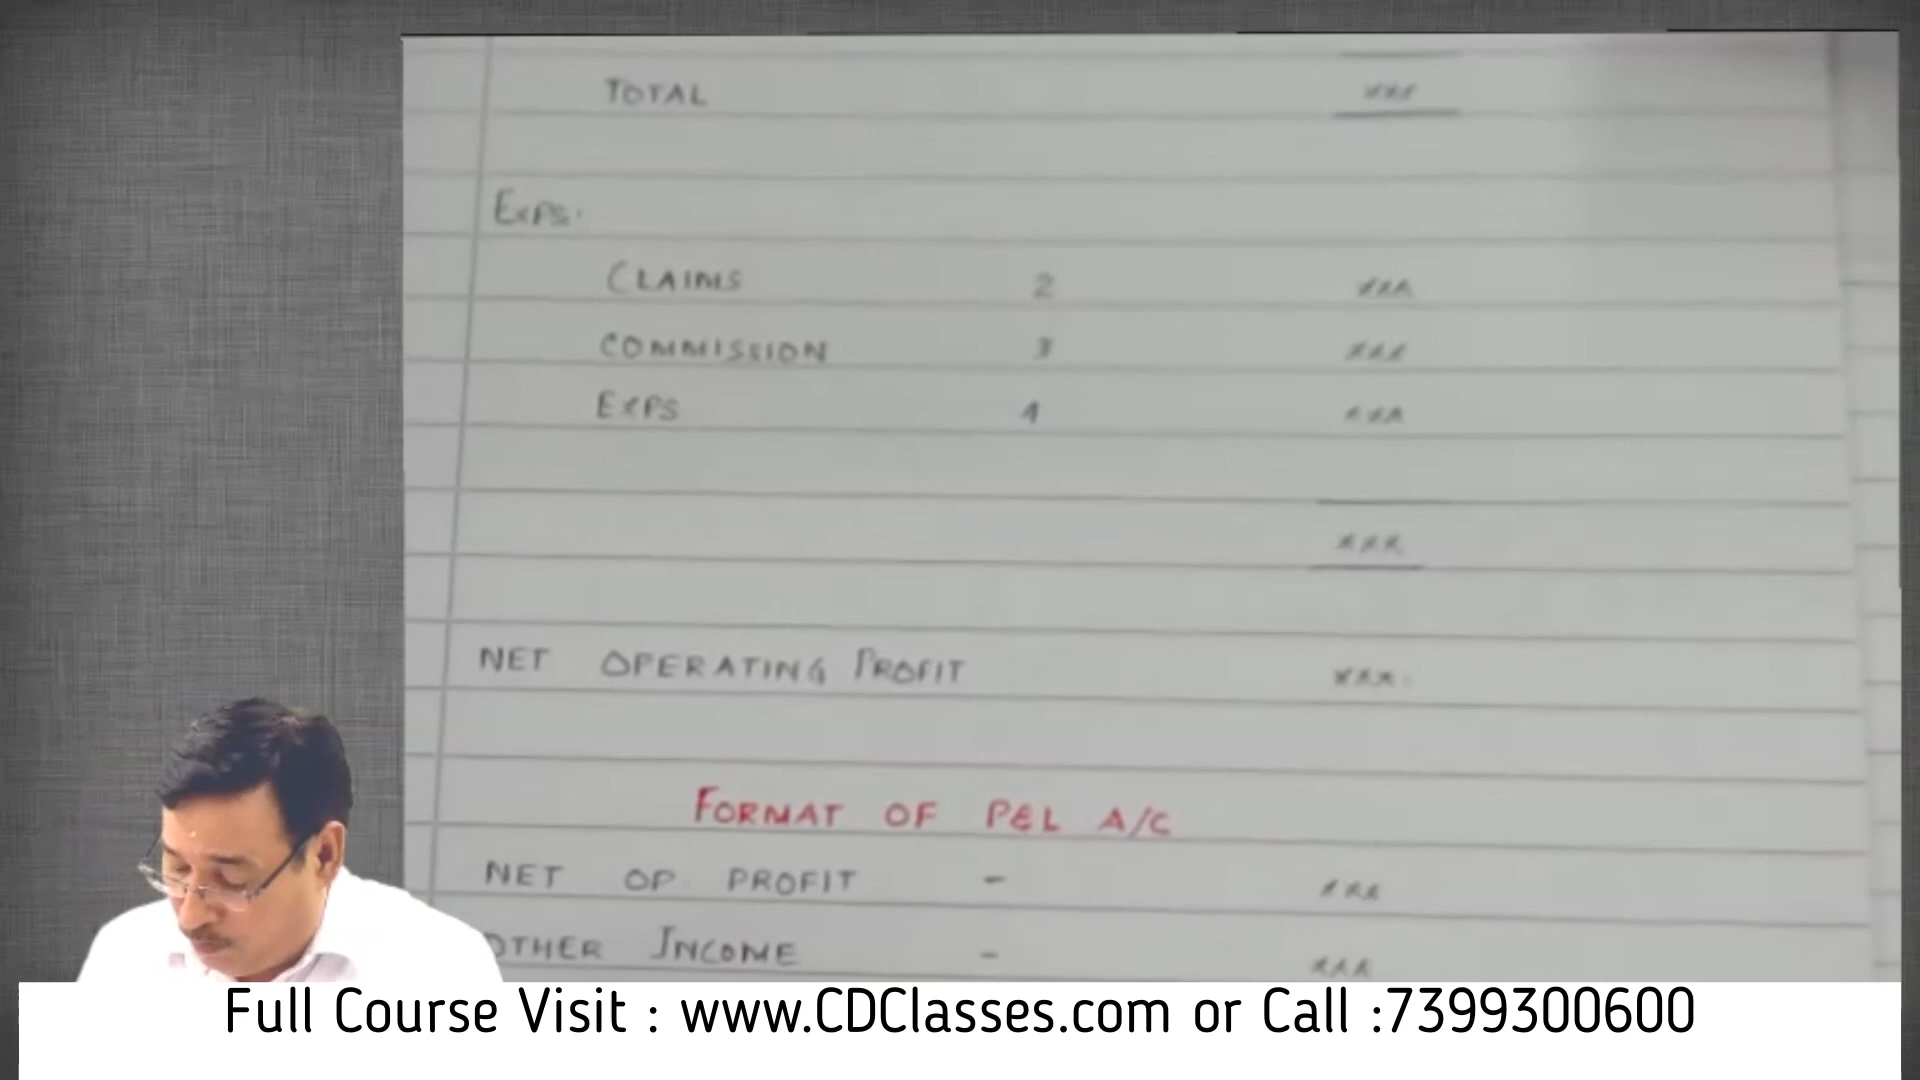 TOTAL xxx
EXPS.
CLAIMS 2 xxx
COMMISSION 3 xxx
EXPS 4 xxx
xxx
NET OPERATING PROFIT xxx.
FORMAT OF P&L A/C
NET OP. PROFIT - xxx
OTHER INCOME - xxx
Full Course Visit : www.CDClasses.com or Call :7399300600